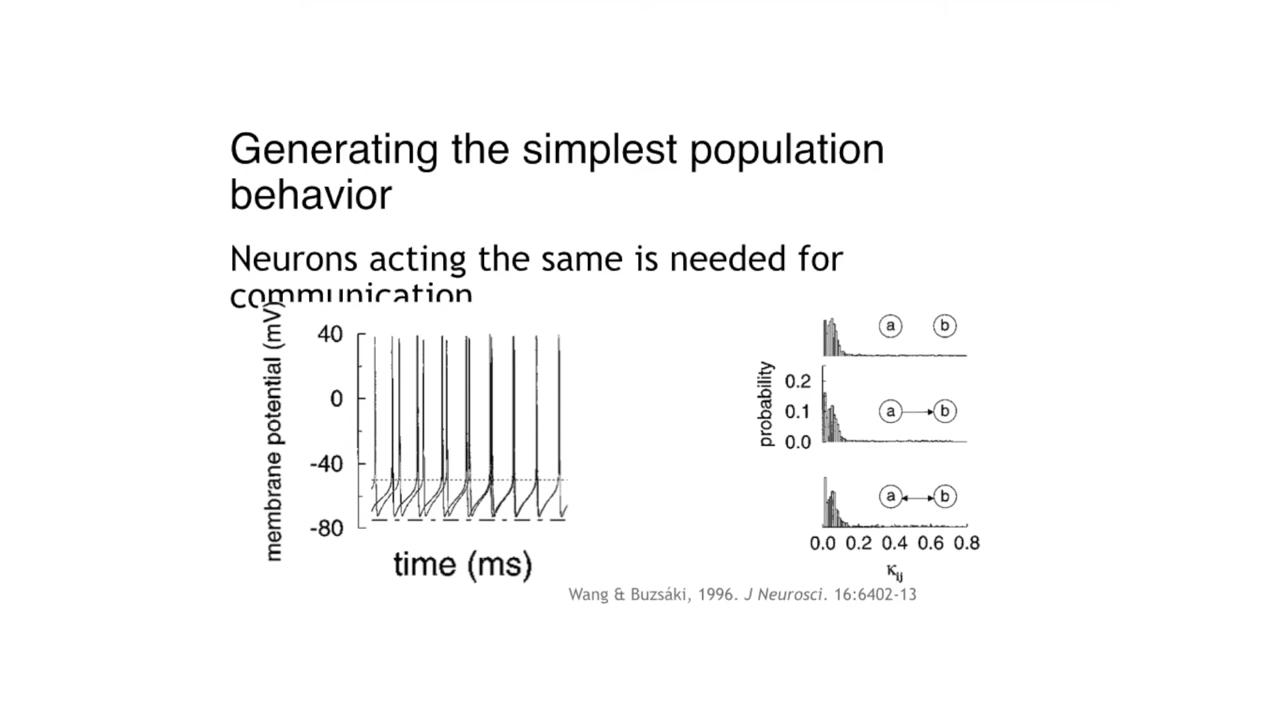 Generating the simplest population
behavior
Neurons acting the same is needed for
communication
membrane potential (mV)
40
0
-40
-80
time (ms)
probability
0.2
0.1
0.0
a b
a b
a b
0.0 0.2 0.4 0.6 0.8
κij
Wang & Buzsáki, 1996. J Neurosci. 16:6402-13